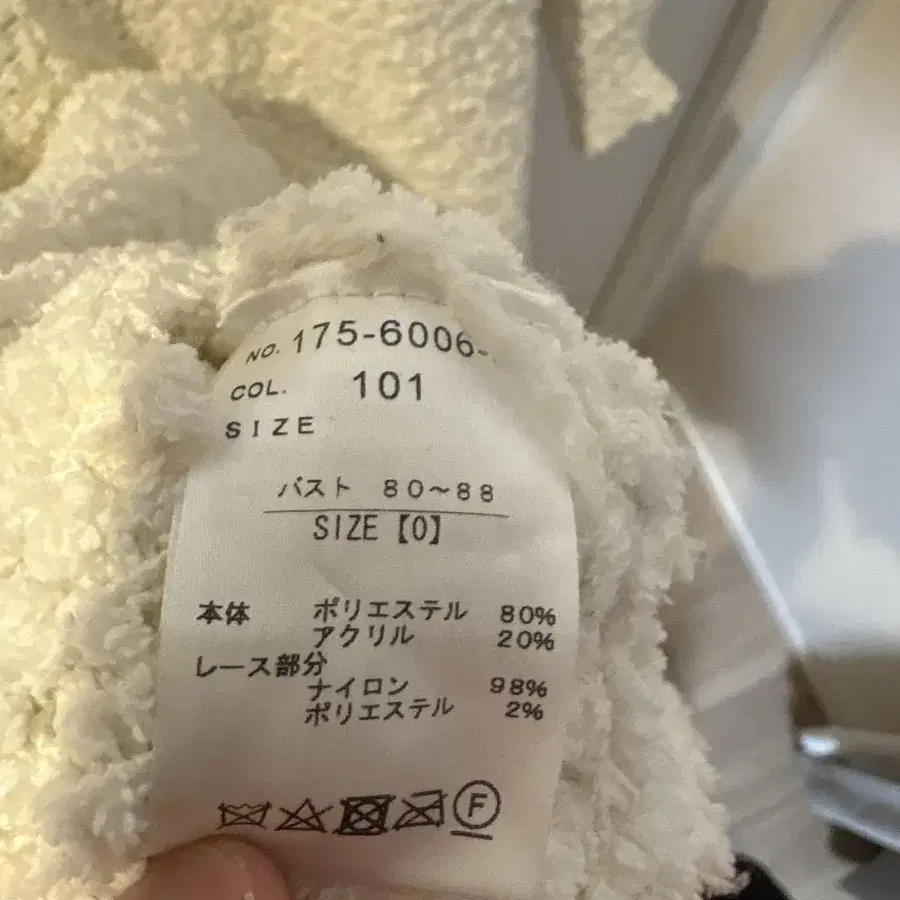 NO. 175-6006-
COL. 101
SIZE
バスト 80~88
SIZE【0】
本体 ポリエステル 80%
アクリル 20%
レース部分
ナイロン 98%
ポリエステル 2%
F